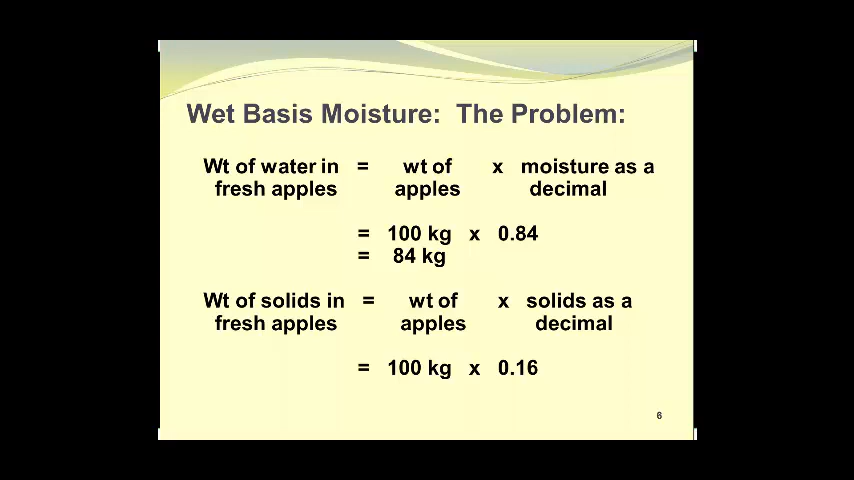 Wet Basis Moisture: The Problem:
Wt of water in = wt of x moisture as a
fresh apples apples decimal
= 100 kg x 0.84
= 84 kg
Wt of solids in = wt of x solids as a
fresh apples apples decimal
= 100 kg x 0.16
6